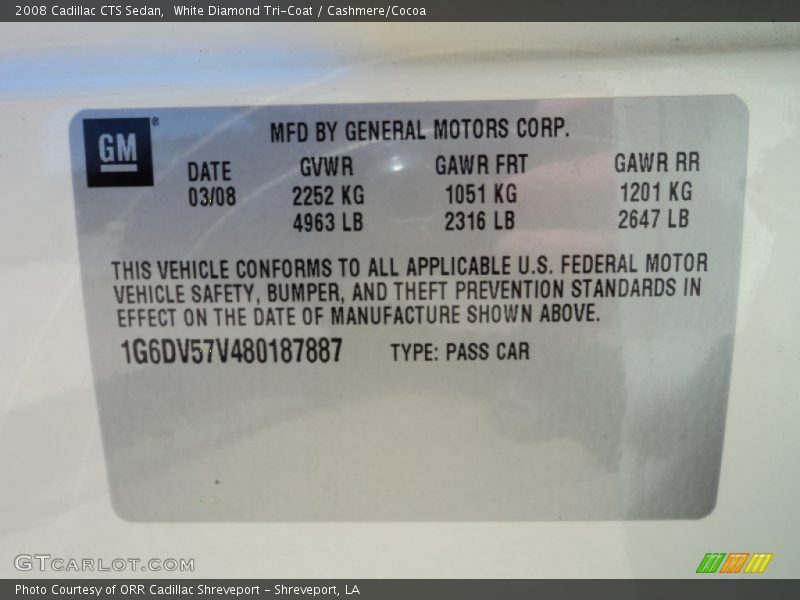 2008 Cadillac CTS Sedan, White Diamond Tri-Coat / Cashmere/Cocoa
GM ®
MFD BY GENERAL MOTORS CORP.
DATE GVWR GAWR FRT GAWR RR
03/08 2252 KG 1051 KG 1201 KG
4963 LB 2316 LB 2647 LB
THIS VEHICLE CONFORMS TO ALL APPLICABLE U.S. FEDERAL MOTOR
VEHICLE SAFETY, BUMPER, AND THEFT PREVENTION STANDARDS IN
EFFECT ON THE DATE OF MANUFACTURE SHOWN ABOVE.
1G6DV57V480187887 TYPE: PASS CAR
GTCARLOT.COM
Photo Courtesy of ORR Cadillac Shreveport - Shreveport, LA